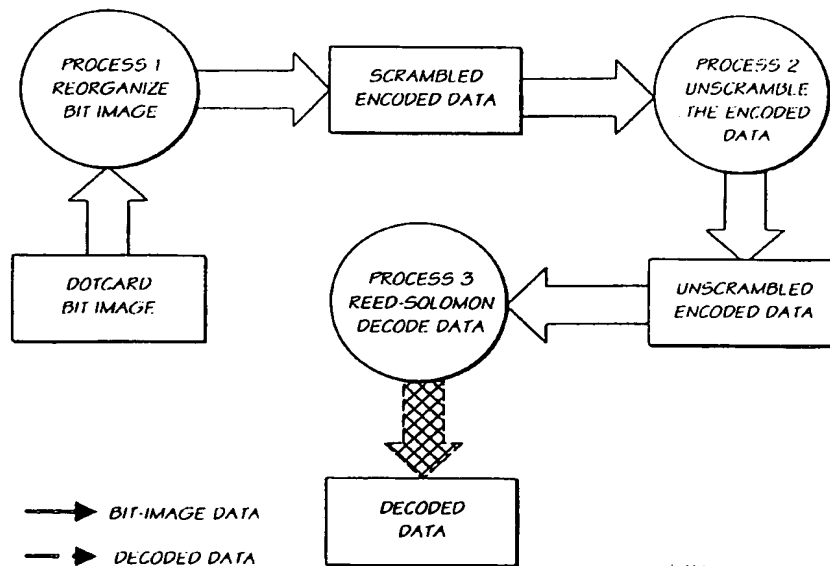 PROCESS 1
REORGANIZE
BIT IMAGE
SCRAMBLED
ENCODED DATA
PROCESS 2
UNSCRAMBLE
THE ENCODED
DATA
DOTCARD
BIT IMAGE
PROCESS 3
REED-SOLOMON
DECODE DATA
UNSCRAMBLED
ENCODED DATA
DECODED
DATA
BIT-IMAGE DATA
DECODED DATA